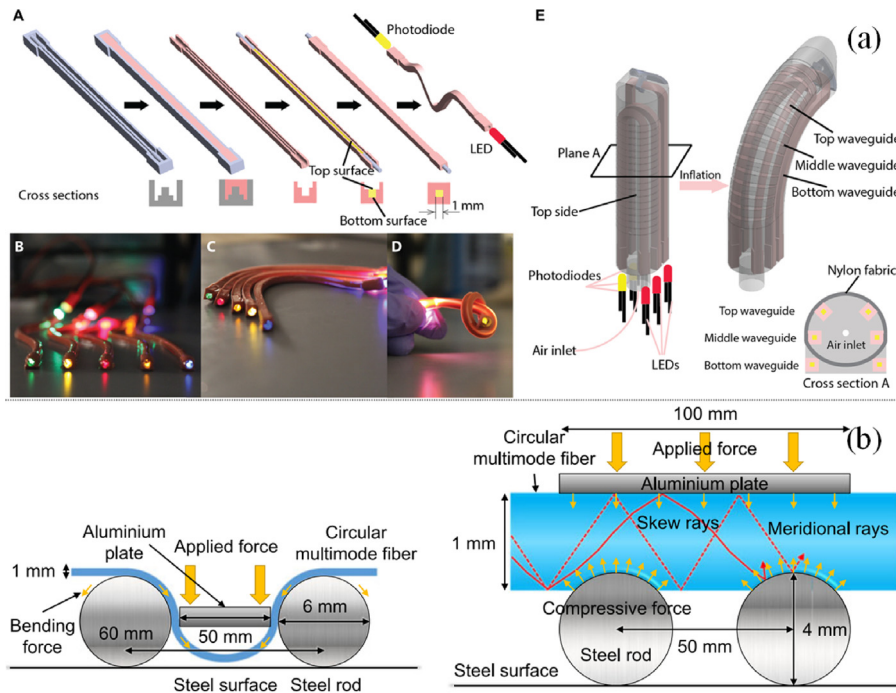 A
Photodiode
LED
Top surface
Cross sections
Bottom surface
1 mm
B
C
D
E
(a)
Plane A
Top side
Inflation
Top waveguide
Middle waveguide
Bottom waveguide
Photodiodes
Air inlet
LEDs
Nylon fabric
Top waveguide
Middle waveguide
Bottom waveguide
Air inlet
Cross section A
(b)
Aluminium
plate
Applied force
Circular
multimode fiber
1 mm
Bending
force
60 mm
50 mm
6 mm
Steel surface
Steel rod
100 mm
Circular
multimode fiber
Applied force
Aluminium plate
Skew rays
Meridional rays
1 mm
Compressive force
Steel rod
50 mm
4 mm
Steel surface